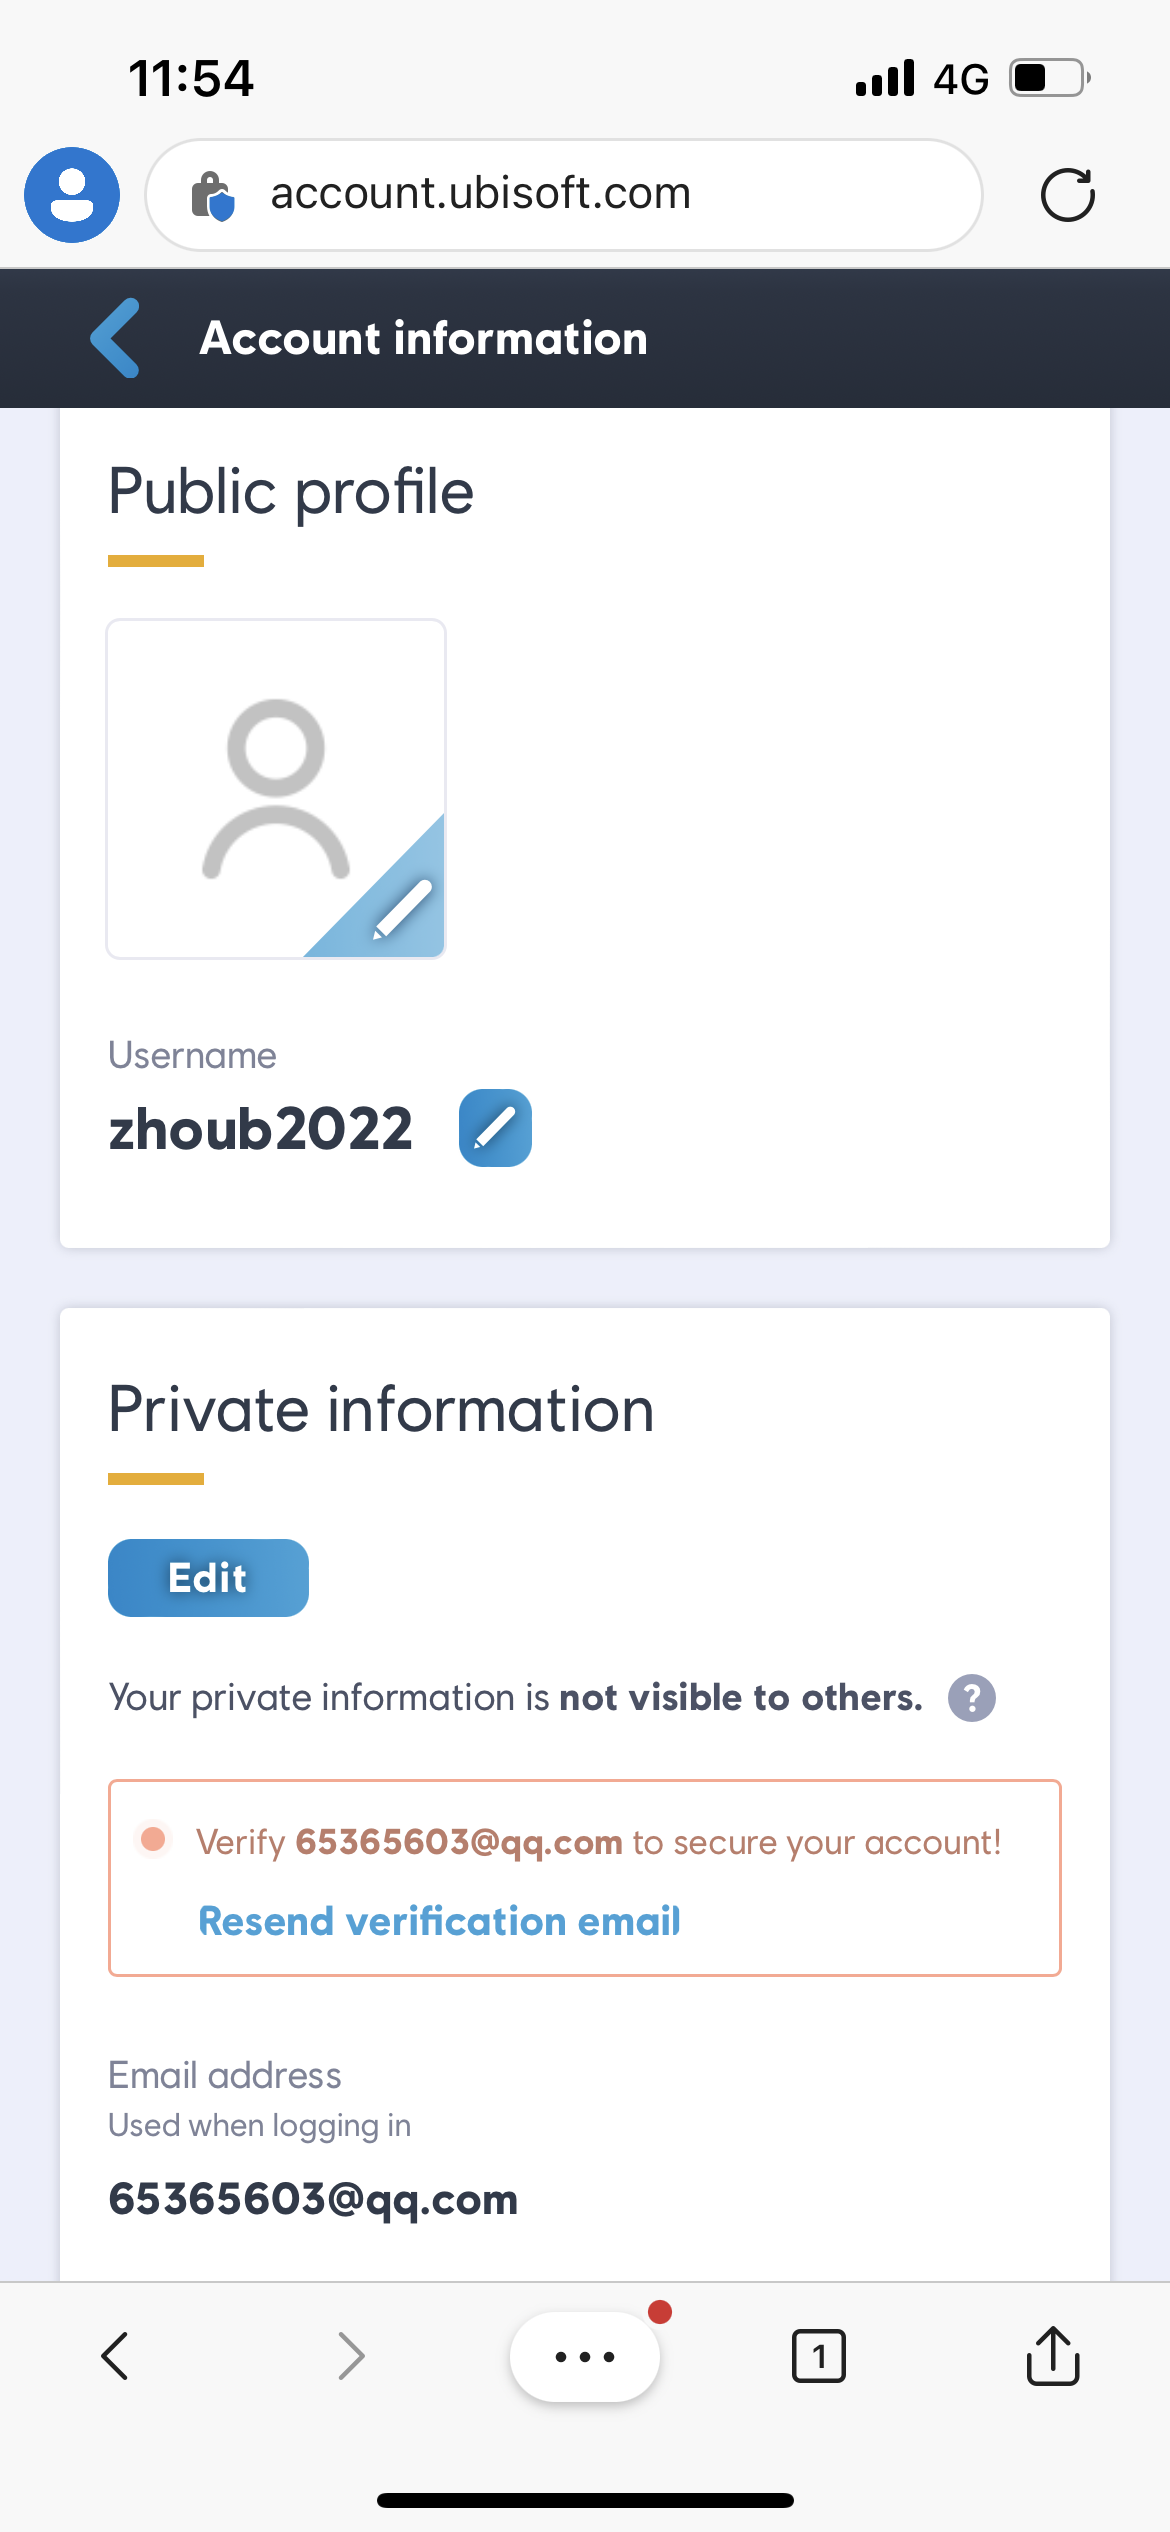 11:54
4G
account.ubisoft.com
Account information
Public profile
Username
zhoub2022
Private information
Edit
Your private information is not visible to others. ?
Verify 65365603@qq.com to secure your account!
Resend verification email
Email address
Used when logging in
65365603@qq.com
1